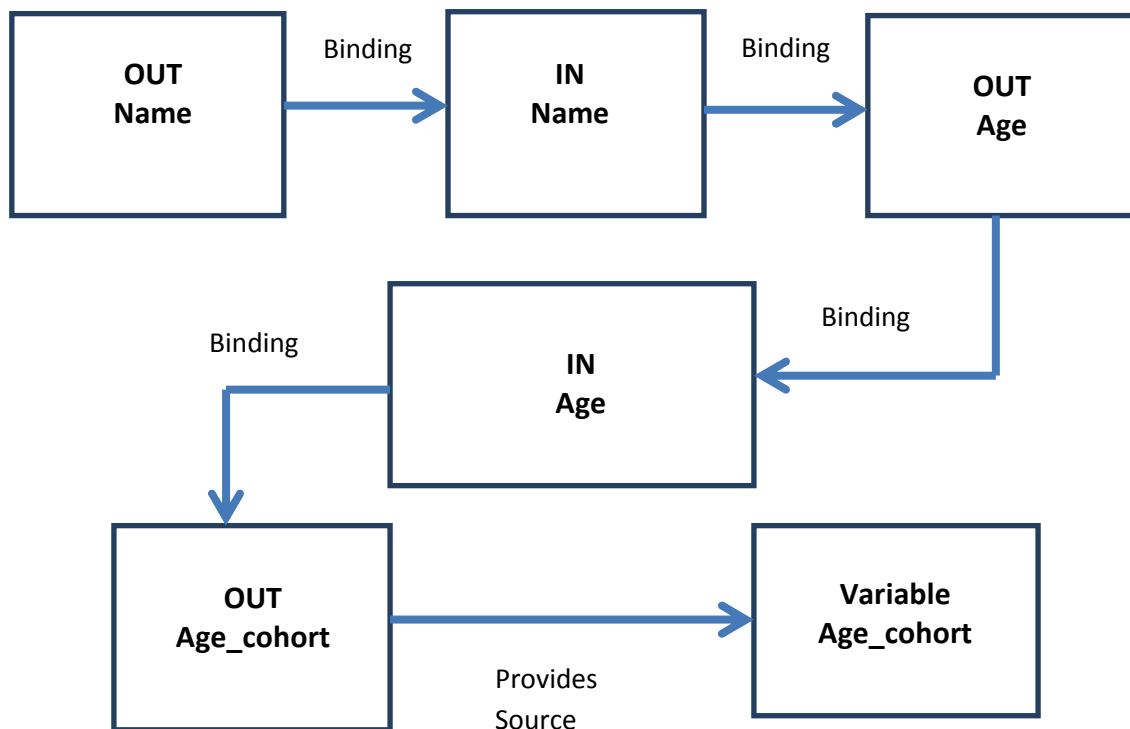 OUT
Name
Binding
IN
Name
Binding
OUT
Age
Binding
IN
Age
Binding
OUT
Age_cohort
Provides
Source
Variable
Age_cohort